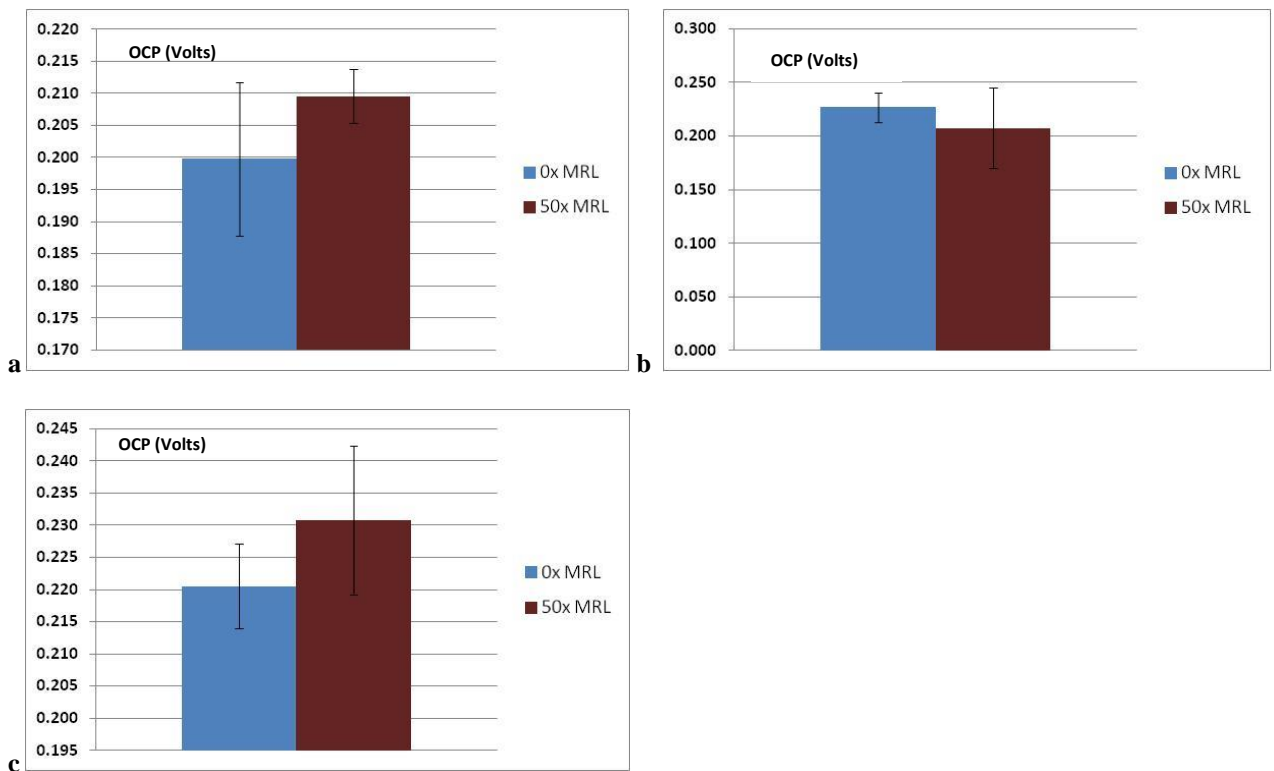 OCP (Volts)
0.220
0.215
0.210
0.205
0.200
0.195
0.190
0.185
0.180
0.175
0.170
0x MRL
50x MRL
a
OCP (Volts)
0.300
0.250
0.200
0.150
0.100
0.050
0.000
0x MRL
50x MRL
b
OCP (Volts)
0.245
0.240
0.235
0.230
0.225
0.220
0.215
0.210
0.205
0.200
0.195
0x MRL
50x MRL
c